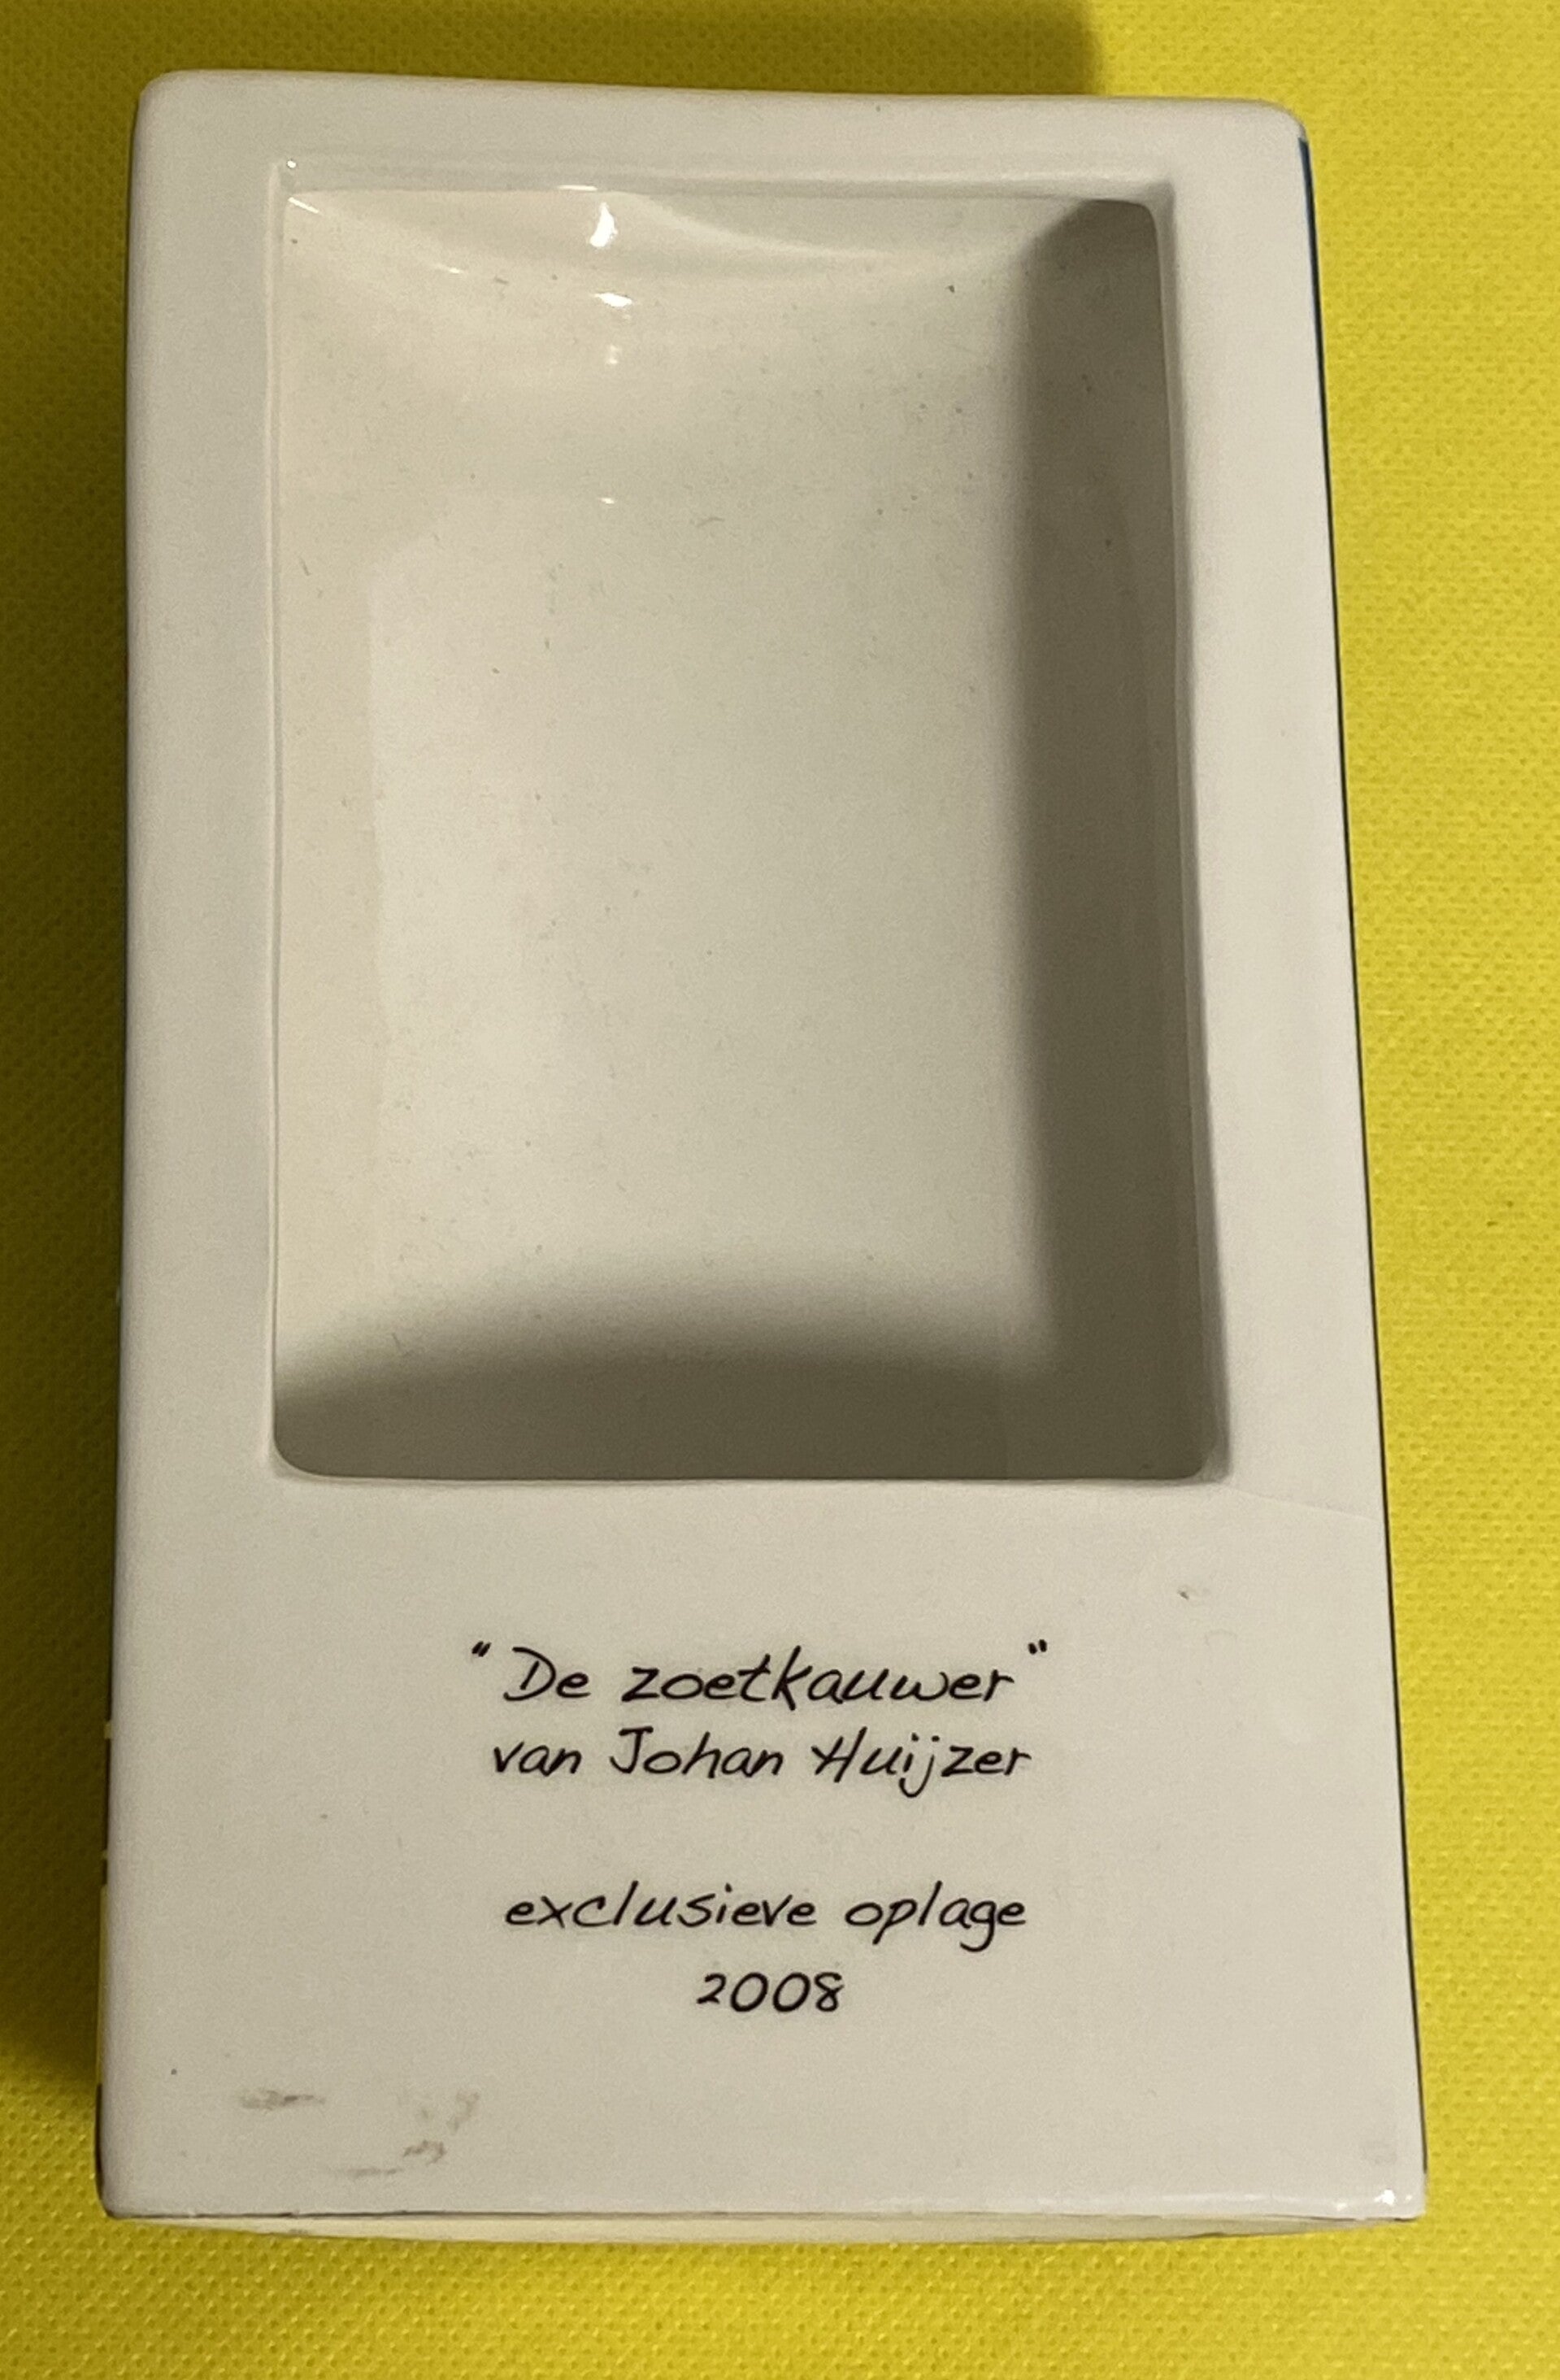 "De zoetkauwer"
van Johan Huijzer
exclusieve oplage
2008